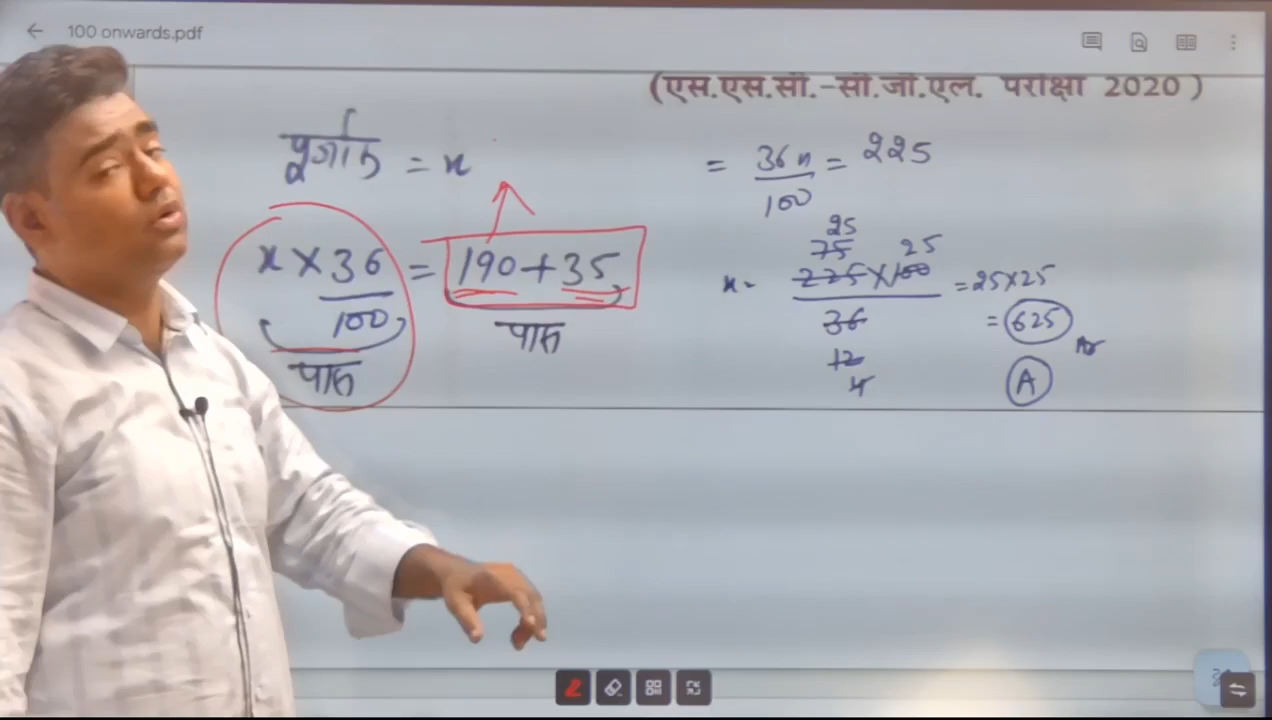 100 onwards.pdf
(एस.एस.सी.-सी.जी.एल. परीक्षा 2020 )
पूर्णांक = x
x × 36/100 = 190 + 35
पास
पास
= 36x/100 = 225
25
75 25
x = 225 × 100 / 36 = 25 × 25
= 625 Ar
12
4
A